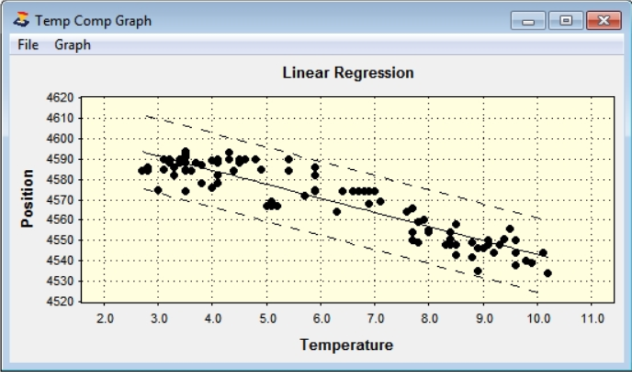 Temp Comp Graph
File Graph
Linear Regression
Position
4620
4610
4600
4590
4580
4570
4560
4550
4540
4530
4520
2.0 3.0 4.0 5.0 6.0 7.0 8.0 9.0 10.0 11.0
Temperature